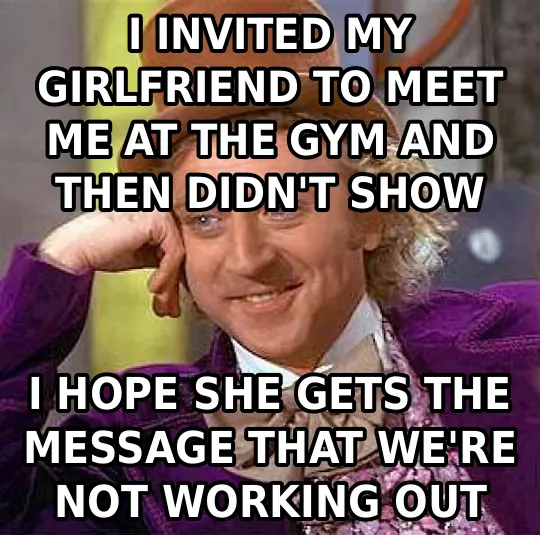 I INVITED MY
GIRLFRIEND TO MEET
ME AT THE GYM AND
THEN DIDN'T SHOW
I HOPE SHE GETS THE
MESSAGE THAT WE'RE
NOT WORKING OUT